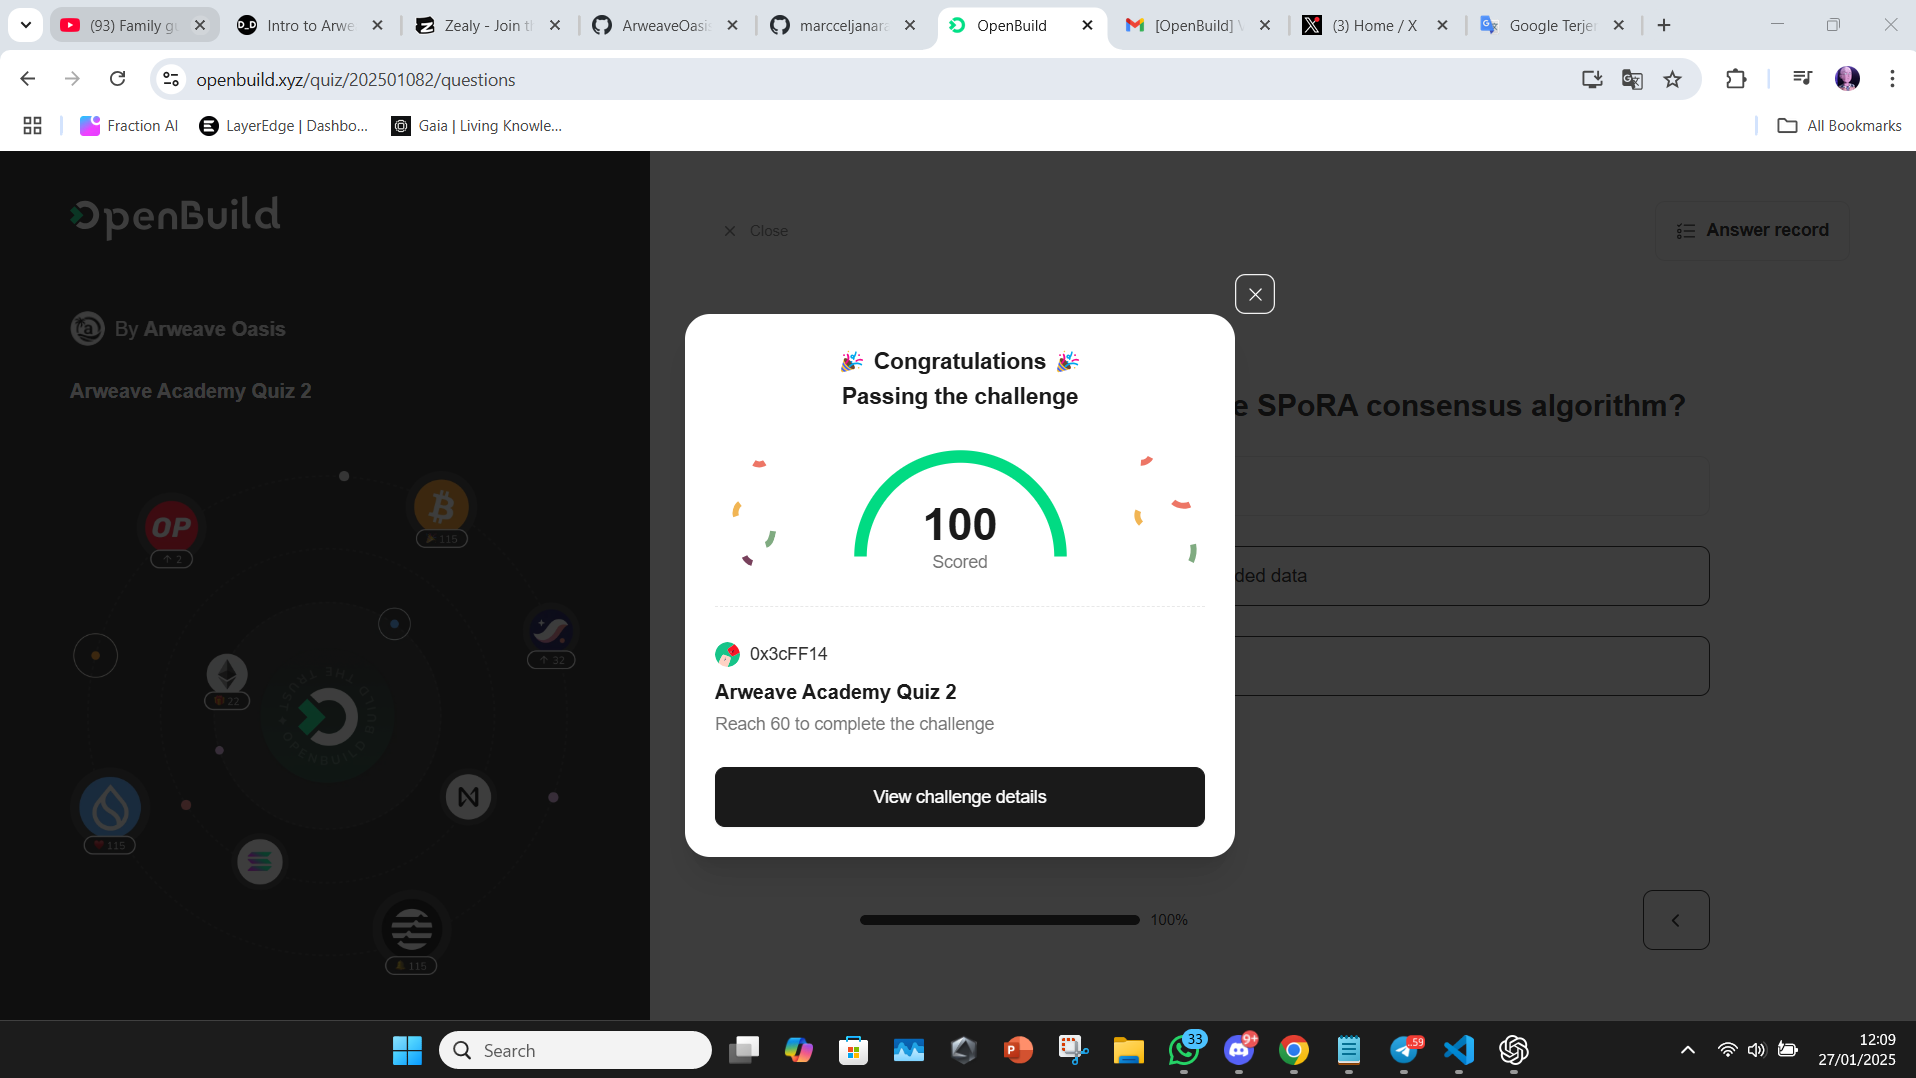 (93) Family gu
Intro to Arwe
Zealy - Join t
ArweaveOasi
marcceljanara
OpenBuild
[OpenBuild] V
(3) Home / X
Google Terje
openbuild.xyz/quiz/202501082/questions
Fraction AI
LayerEdge | Dashbo...
Gaia | Living Knowle...
All Bookmarks
OpenBuild
Close
Answer record
By Arweave Oasis
Arweave Academy Quiz 2
e SPoRA consensus algorithm?
ded data
🎉 Congratulations 🎉
Passing the challenge
100
Scored
0x3cFF14
Arweave Academy Quiz 2
Reach 60 to complete the challenge
View challenge details
100%
OP
↑ 2
115
↑ 32
22
115
115
Search
33
9+
59
12:09
27/01/2025